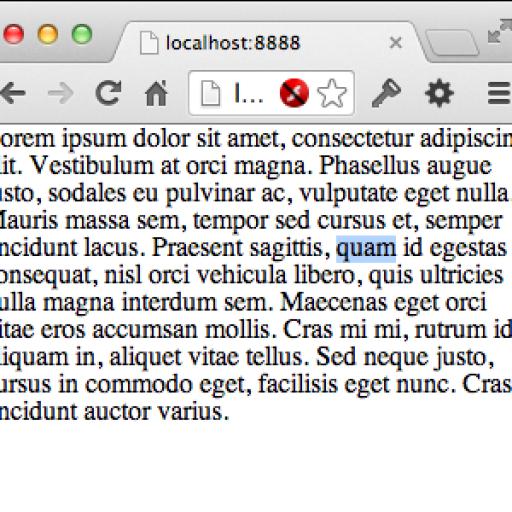 localhost:8888
l...
orem ipsum dolor sit amet, consectetur adipiscin
lit. Vestibulum at orci magna. Phasellus augue
usto, sodales eu pulvinar ac, vulputate eget nulla.
Mauris massa sem, tempor sed cursus et, semper
ncidunt lacus. Praesent sagittis, quam id egestas
onsequat, nisl orci vehicula libero, quis ultricies
ulla magna interdum sem. Maecenas eget orci
itae eros accumsan mollis. Cras mi mi, rutrum id
liquam in, aliquet vitae tellus. Sed neque justo,
ursus in commodo eget, facilisis eget nunc. Cras
ncidunt auctor varius.